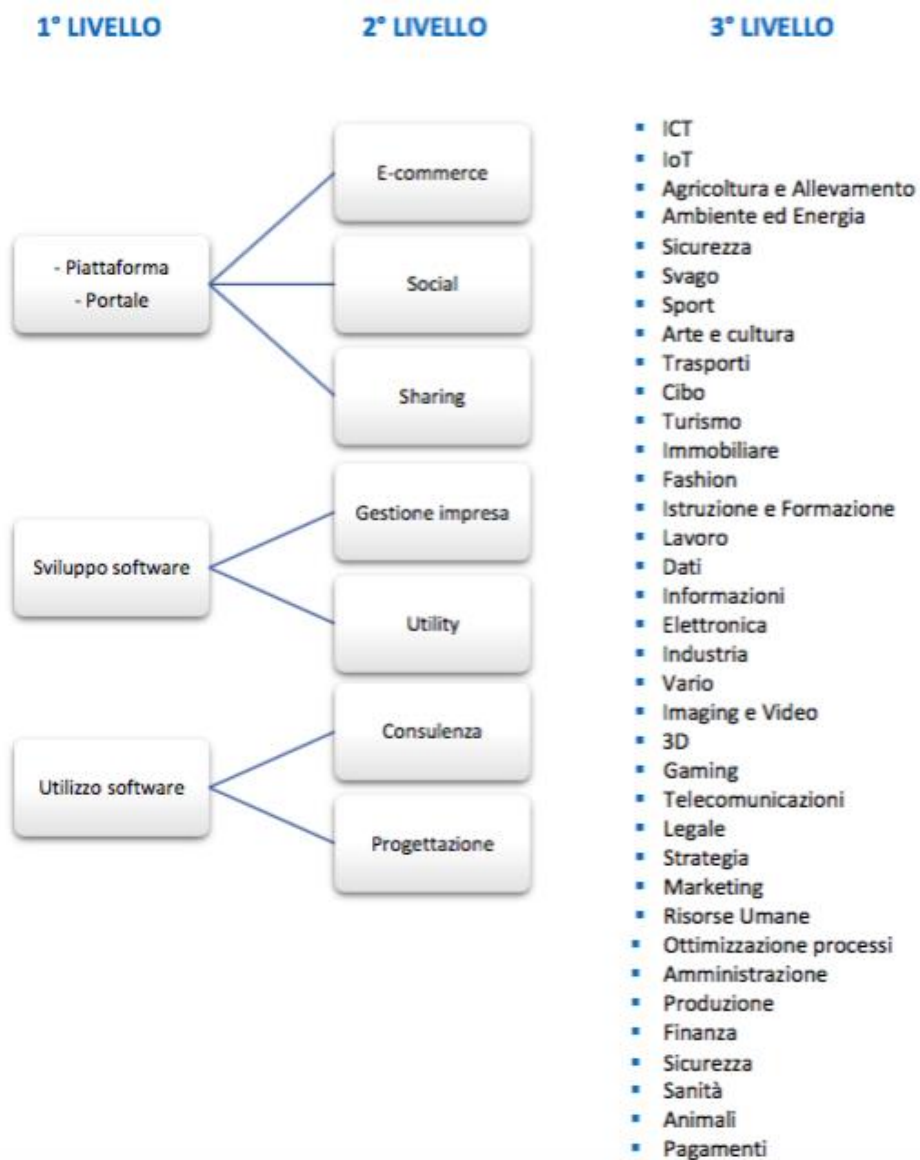 1° LIVELLO
2° LIVELLO
3° LIVELLO
- Piattaforma
- Portale
Sviluppo software
Utilizzo software
E-commerce
Social
Sharing
Gestione impresa
Utility
Consulenza
Progettazione
▪ ICT
▪ IoT
▪ Agricoltura e Allevamento
▪ Ambiente ed Energia
▪ Sicurezza
▪ Svago
▪ Sport
▪ Arte e cultura
▪ Trasporti
▪ Cibo
▪ Turismo
▪ Immobiliare
▪ Fashion
▪ Istruzione e Formazione
▪ Lavoro
▪ Dati
▪ Informazioni
▪ Elettronica
▪ Industria
▪ Vario
▪ Imaging e Video
▪ 3D
▪ Gaming
▪ Telecomunicazioni
▪ Legale
▪ Strategia
▪ Marketing
▪ Risorse Umane
▪ Ottimizzazione processi
▪ Amministrazione
▪ Produzione
▪ Finanza
▪ Sicurezza
▪ Sanità
▪ Animali
▪ Pagamenti